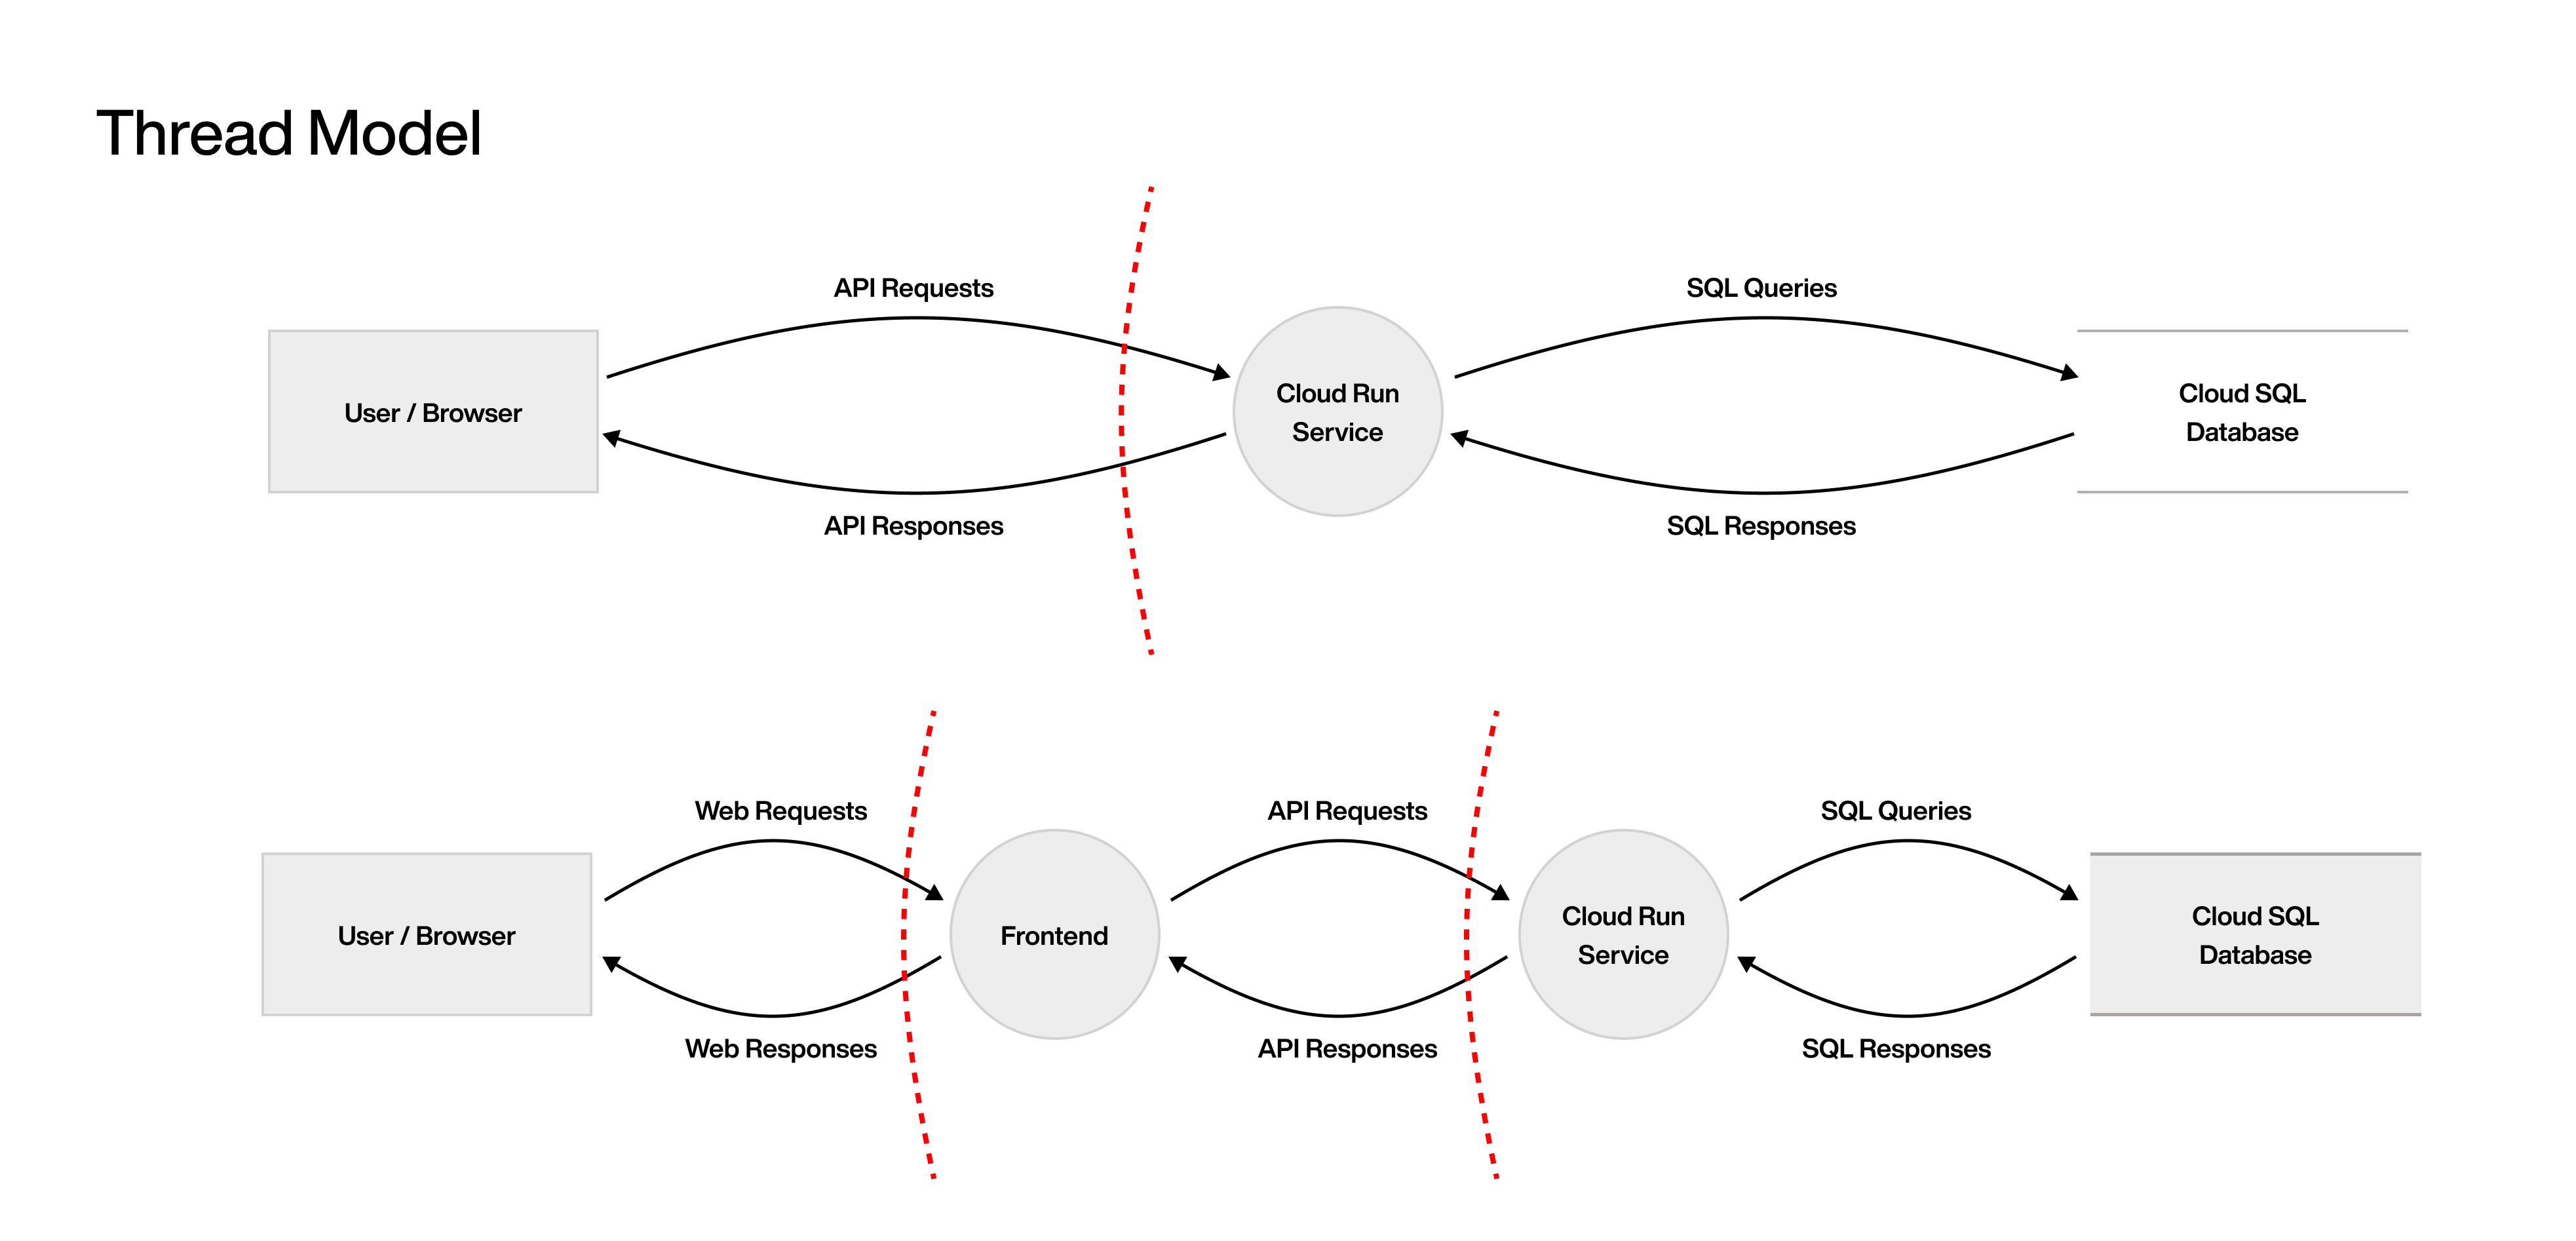 Thread Model
API Requests
SQL Queries
User / Browser
Cloud Run
Service
Cloud SQL
Database
API Responses
SQL Responses
Web Requests
API Requests
SQL Queries
User / Browser
Frontend
Cloud Run
Service
Cloud SQL
Database
Web Responses
API Responses
SQL Responses